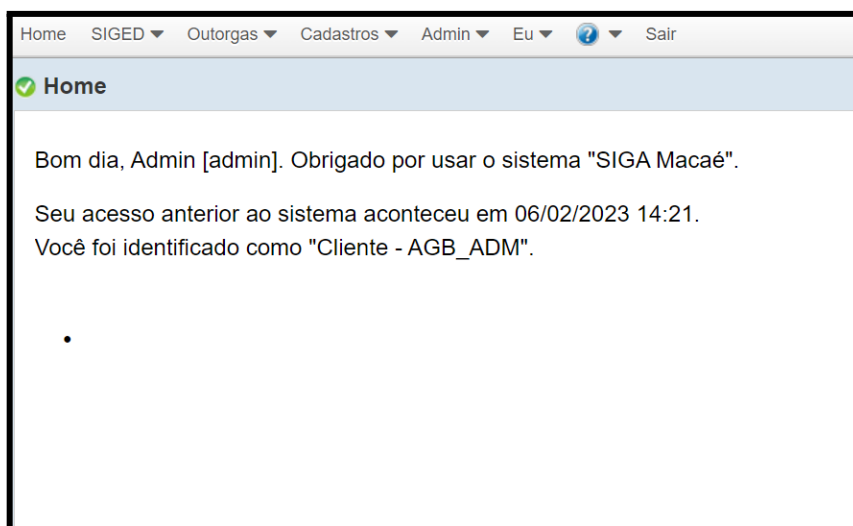 Home SIGED Outorgas Cadastros Admin Eu ? Sair
Home
Bom dia, Admin [admin]. Obrigado por usar o sistema "SIGA Macaé".
Seu acesso anterior ao sistema aconteceu em 06/02/2023 14:21.
Você foi identificado como "Cliente - AGB_ADM".